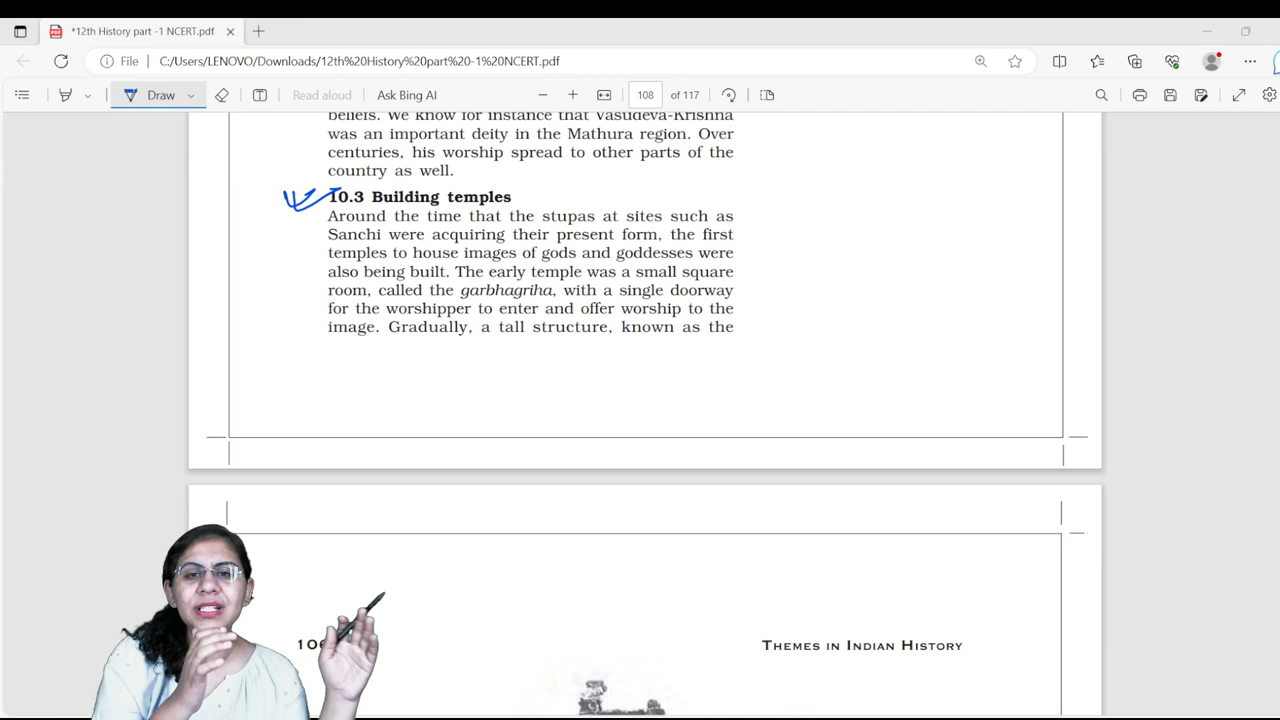 *12th History part -1 NCERT.pdf
File
C:/Users/LENOVO/Downloads/12th%20History%20part%20-1%20NCERT.pdf
Draw
Read aloud
Ask Bing AI
108
of 117
beliefs. We know for instance that Vasudeva-Krishna
was an important deity in the Mathura region. Over
centuries, his worship spread to other parts of the
country as well.
10.3 Building temples
Around the time that the stupas at sites such as
Sanchi were acquiring their present form, the first
temples to house images of gods and goddesses were
also being built. The early temple was a small square
room, called the garbhagriha, with a single doorway
for the worshipper to enter and offer worship to the
image. Gradually, a tall structure, known as the
THEMES IN INDIAN HISTORY